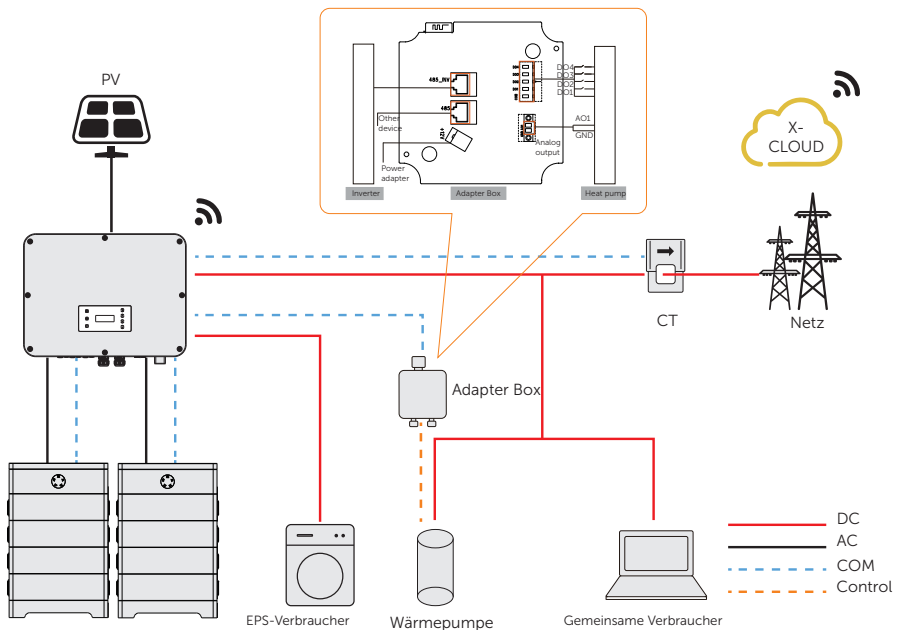 PV
485_INV
485
Other
device
A21+
Power
adapter
DO4
DO3
DO2
DO1
AO1
GND
Analog
output
Inverter
Adapter Box
Heat pump
X-
CLOUD
CT
Netz
Adapter Box
EPS-Verbraucher
Wärmepumpe
Gemeinsame Verbraucher
DC
AC
COM
Control